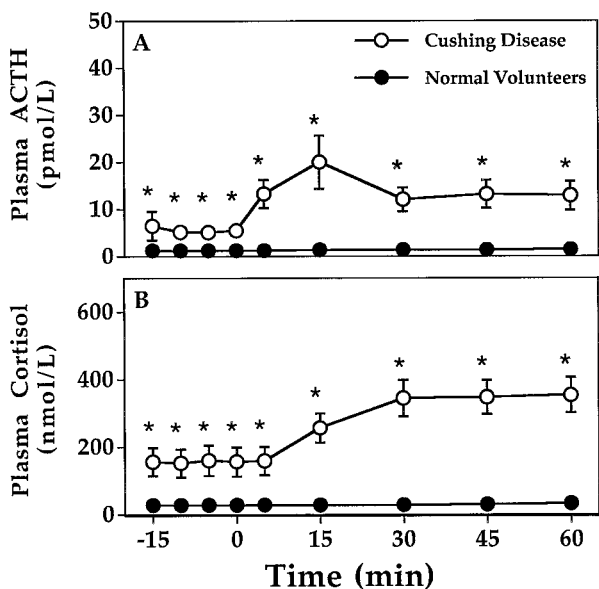 A
Cushing Disease
Normal Volunteers
Plasma ACTH
(pmol/L)
50
40
30
20
10
0
* * * * * * * * *
B
Plasma Cortisol
(nmol/L)
600
400
200
0
* * * * * * * * *
-15 0 15 30 45 60
Time (min)